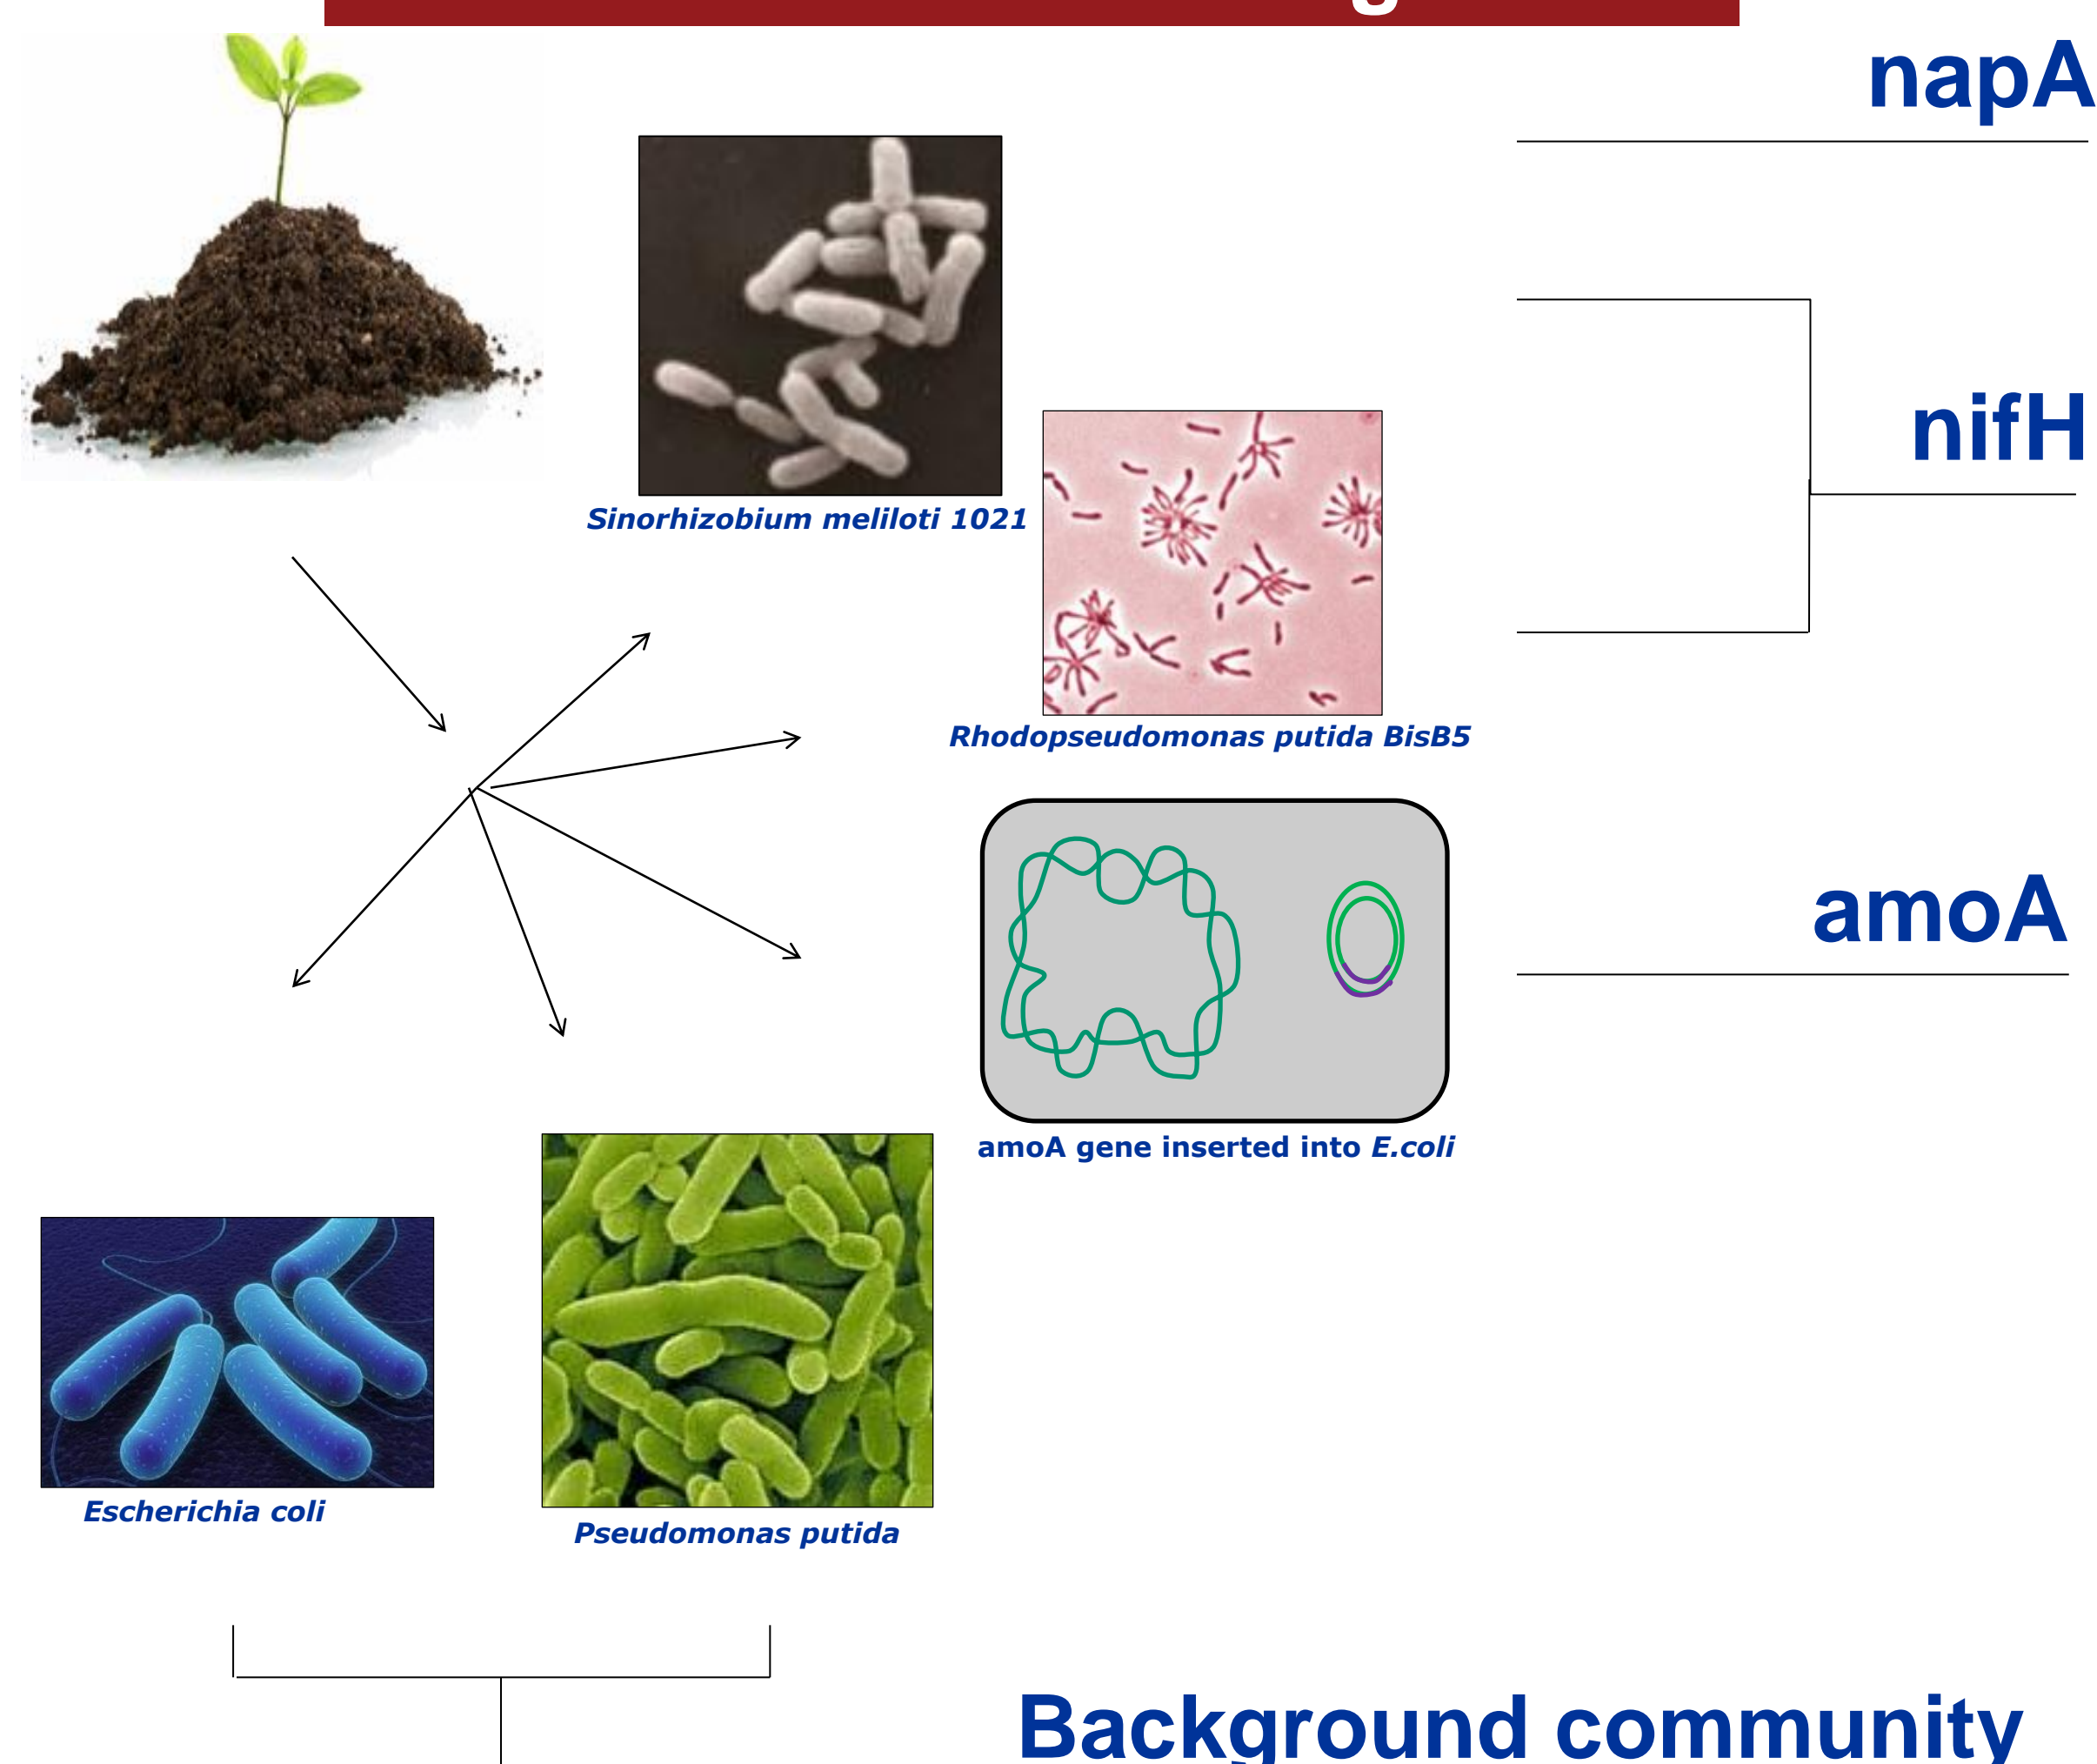 napA
nifH
Sinorhizobium meliloti 1021
Rhodopseudomonas putida BisB5
amoA
amoA gene inserted into E.coli
Escherichia coli
Pseudomonas putida
Background community